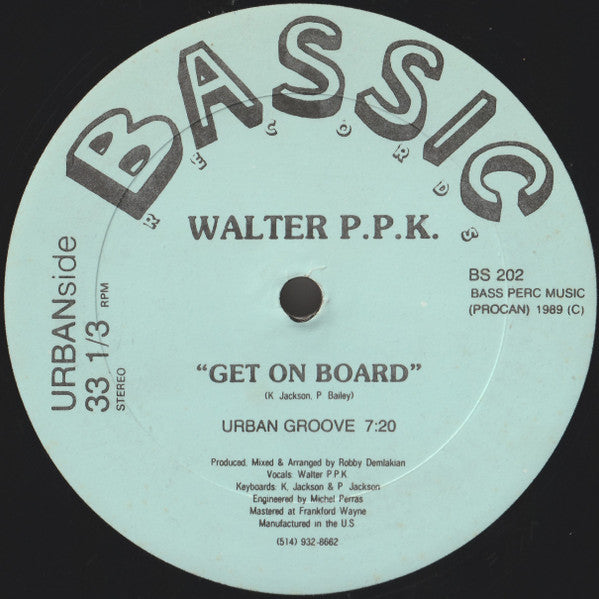 BASSIC
RECORDS
WALTER P.P.K.
URBANside
33 1/3 RPM
STEREO
BS 202
BASS PERC MUSIC
(PROCAN) 1989 (C)
“GET ON BOARD”
(K. Jackson, P. Bailey)
URBAN GROOVE 7:20
Produced, Mixed & Arranged by Robby Demlakian
Vocals: Walter P.P.K.
Keyboards: K. Jackson & P. Jackson
Engineered by Michel Perras
Mastered at Frankford Wayne
Manufactured in the U.S.
(514) 932-8662